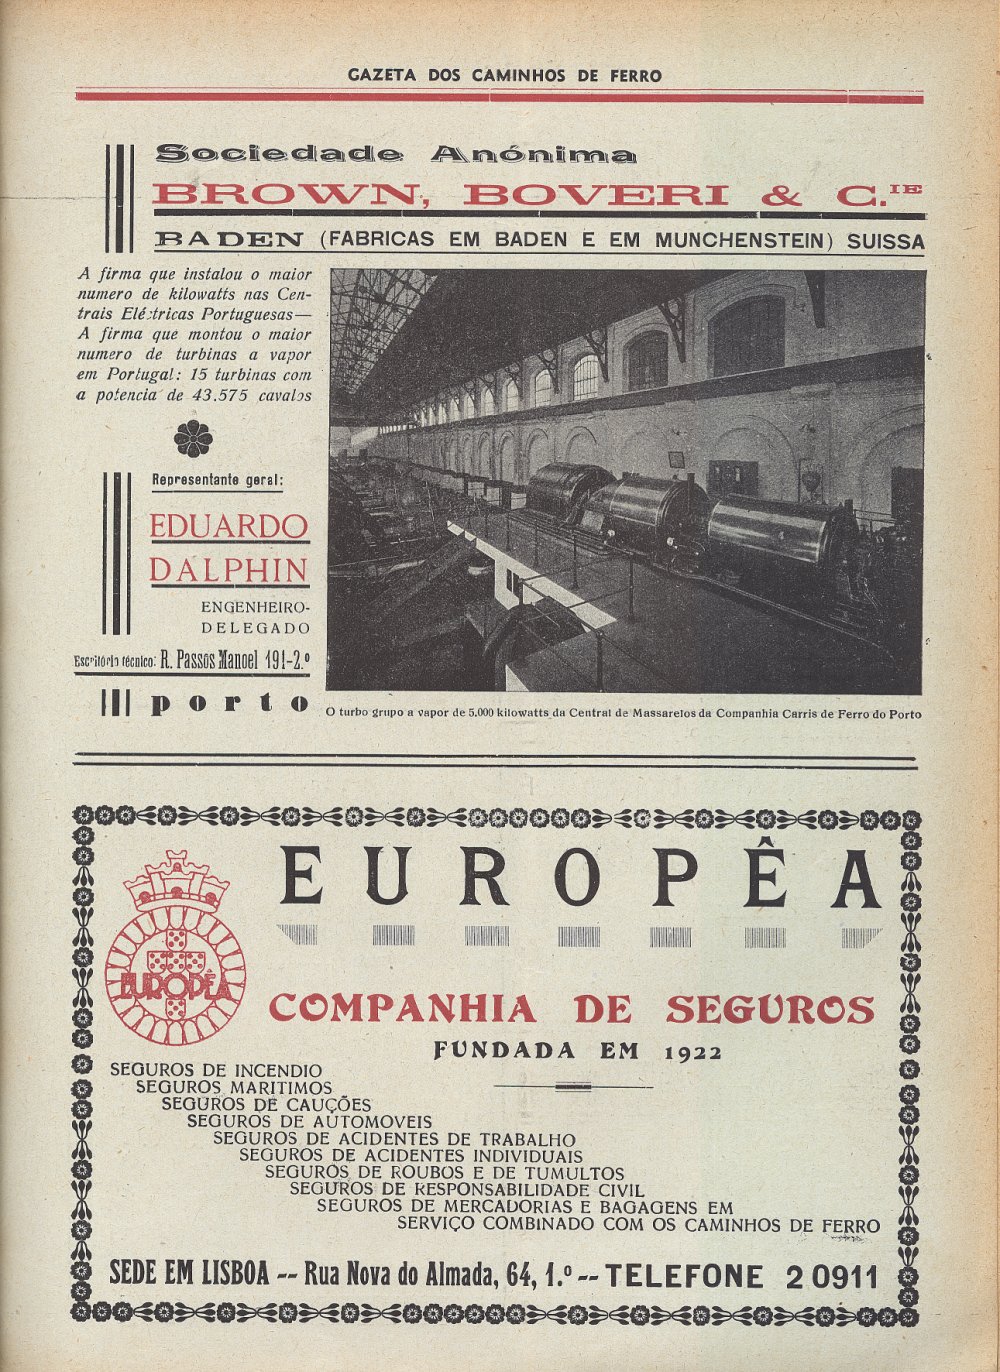 GAZETA DOS CAMINHOS DE FERRO
Sociedade Anónima
BROWN, BOVERI & C.IE
BADEN (FABRICAS EM BADEN E EM MUNCHENSTEIN) SUISSA
A firma que instalou o maior
numero de kilowatts nas Cen-
trais Eléctricas Portuguesas—
A firma que montou o maior
numero de turbinas a vapor
em Portugal: 15 turbinas com
a potencia de 43.575 cavalos
Representante geral:
EDUARDO
DALPHIN
ENGENHEIRO-
DELEGADO
Escritório técnico: R. Passos Manoel 191-2.º
porto
O turbo grupo a vapor de 5.000 kilowatts da Central de Massarelos da Companhia Carris de Ferro do Porto
EUROPÊA
EUROPÊA
COMPANHIA DE SEGUROS
FUNDADA EM 1922
SEGUROS DE INCENDIO
SEGUROS MARITIMOS
SEGUROS DE CAUÇÕES
SEGUROS DE AUTOMOVEIS
SEGUROS DE ACIDENTES DE TRABALHO
SEGUROS DE ACIDENTES INDIVIDUAIS
SEGUROS DE ROUBOS E DE TUMULTOS
SEGUROS DE RESPONSABILIDADE CIVIL
SEGUROS DE MERCADORIAS E BAGAGENS EM
SERVIÇO COMBINADO COM OS CAMINHOS DE FERRO
SEDE EM LISBOA -- Rua Nova do Almada, 64, 1.º -- TELEFONE 2 0911